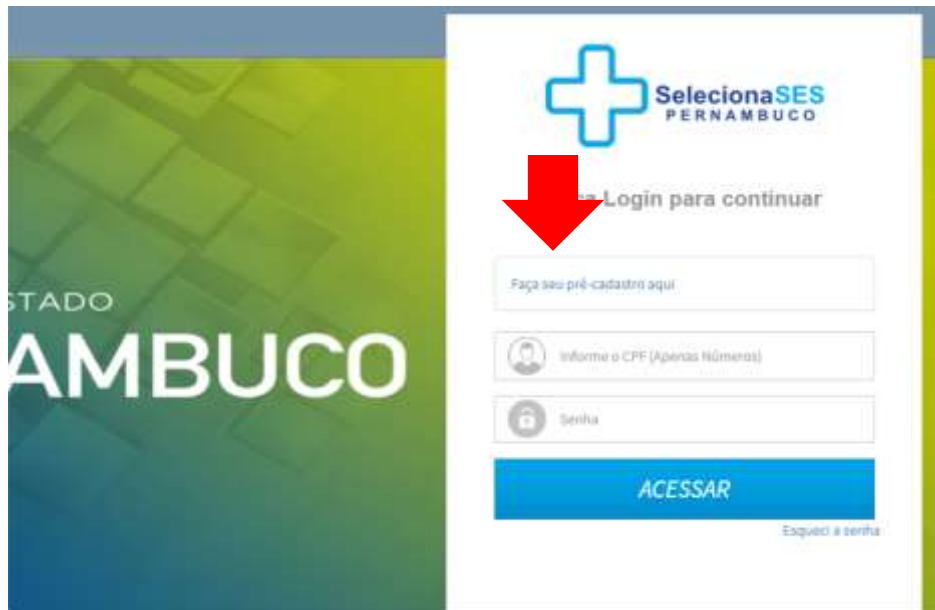 SelecionaSES
PERNAMBUCO
Login para continuar
Faça seu pré-cadastro aqui
STADO
AMBUCO
Informe o CPF (Apenas Números)
Senha
ACESSAR
Esqueci a senha